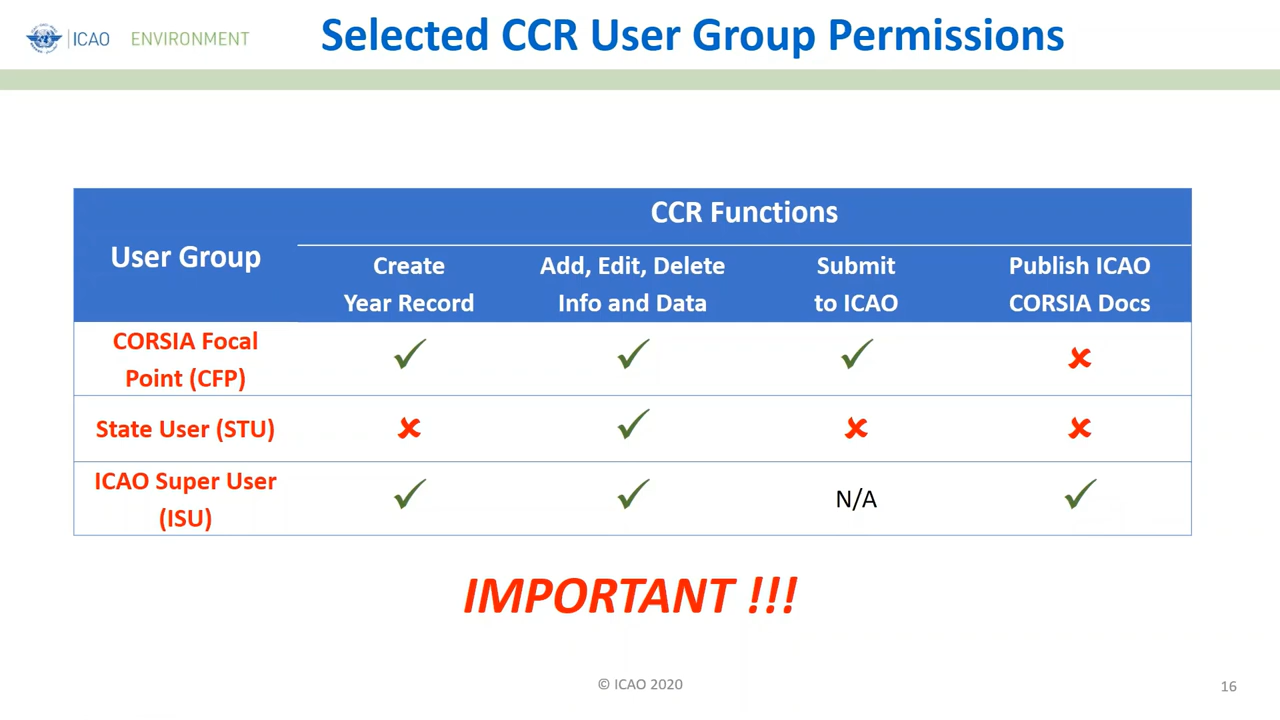 ICAO ENVIRONMENT
Selected CCR User Group Permissions
User Group
CCR Functions
Create
Year Record
Add, Edit, Delete
Info and Data
Submit
to ICAO
Publish ICAO
CORSIA Docs
CORSIA Focal
Point (CFP)
✓ ✓ ✓ ✘
State User (STU)
✘ ✓ ✘ ✘
ICAO Super User
(ISU)
✓ ✓ N/A ✓
IMPORTANT !!!
© ICAO 2020
16